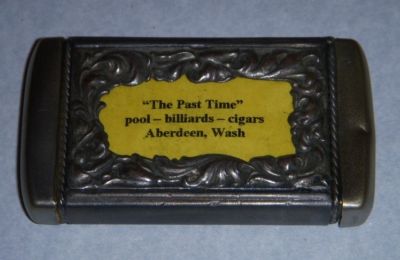 "The Past Time"
pool – billiards – cigars
Aberdeen, Wash